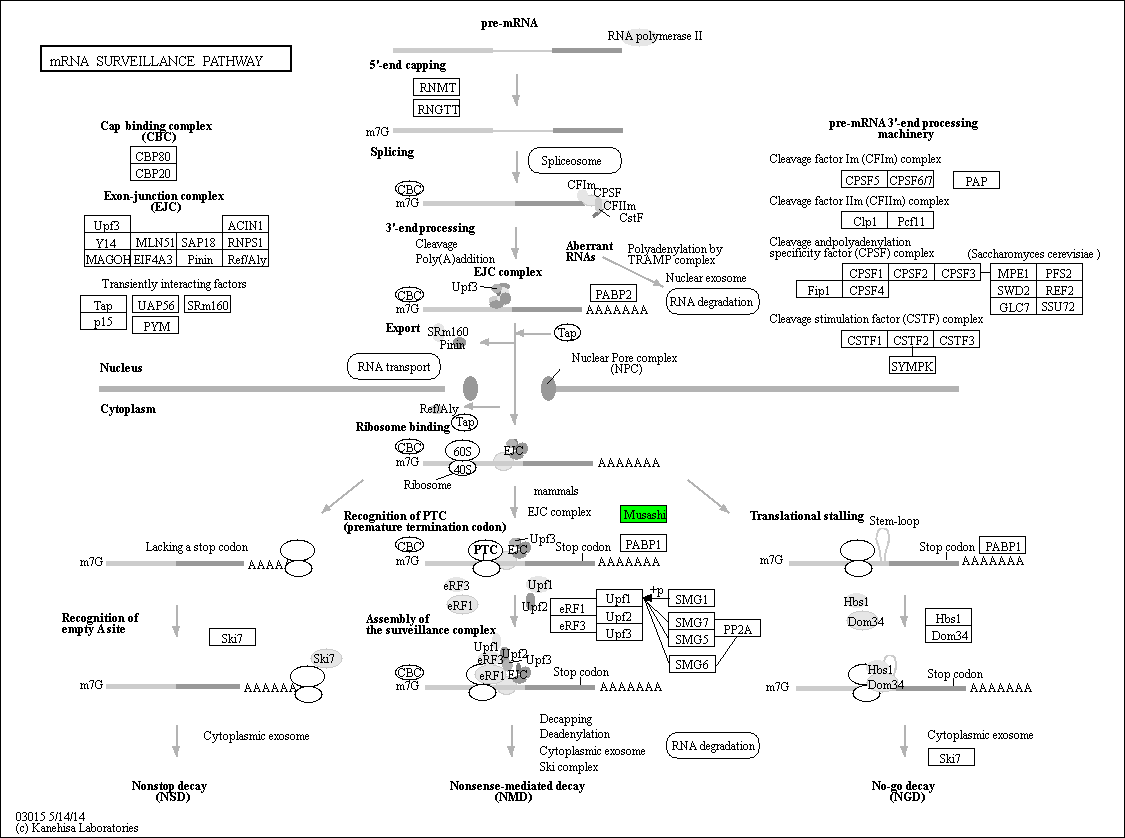 pre-mRNA
RNA polymerase II
mRNA SURVEILLANCE PATHWAY
5'-end capping
RNMT
RNGTT
m7G
Cap binding complex
(CBC)
CBP80
CBP20
Exon-junction complex
(EJC)
Upf3 ACIN1
Y14 MLN51 SAP18 RNPS1
MAGOH EIF4A3 Pinin Ref/Aly
Transiently interacting factors
Tap UAP56 SRm160
p15 PYM
Splicing
Spliceosome
CBC
m7G
CFIm
CPSF
CFIIm
CstF
3'-end processing
Cleavage
Poly(A)addition
EJC complex
Upf3
CBC
m7G
PABP2
AAAAAAA
Aberrant
RNAs
Polyadenylation by
TRAMP complex
Nuclear exosome
RNA degradation
pre-mRNA 3'-end processing
machinery
Cleavage factor Im (CFIm) complex
CPSF5 CPSF6/7 PAP
Cleavage factor IIm (CFIIm) complex
Clp1 Pcf11
Cleavage andpolyadenylation
specificity factor (CPSF) complex
(Saccharomyces cerevisiae )
CPSF1 CPSF2 CPSF3 MPE1 PFS2
Fip1 CPSF4 SWD2 REF2
GLC7 SSU72
Cleavage stimulation factor (CSTF) complex
CSTF1 CSTF2 CSTF3
SYMPK
Export
SRm160
Pinin
Tap
RNA transport
Nuclear Pore complex
(NPC)
Nucleus
Cytoplasm
Ref/Aly
Tap
Ribosome binding
CBC
m7G
60S
40S
EJC
AAAAAAA
Ribosome
mammals
EJC complex
Recognition of PTC
(premature termination codon)
Musashi
PABP1
CBC
m7G
PTC
EJC
Upf3
Stop codon
AAAAAAA
Translational stalling
Stem-loop
m7G
Stop codon
PABP1
AAAAAAA
Lacking a stop codon
m7G
AAAAA
eRF3
eRF1
Upf1
Upf2
eRF1
eRF3
Upf1
Upf2
Upf3
+p
SMG1
SMG7
SMG5
SMG6
PP2A
Hbs1
Dom34
Hbs1
Dom34
Recognition of
empty A site
Ski7
Ski7
m7G
AAAAAAA
Assembly of
the surveillance complex
Upf1
Upf2
eRF3
Upf3
eRF1
EJC
CBC
m7G
Stop codon
AAAAAAA
Hbs1
Dom34
m7G
Stop codon
AAAAAAA
Cytoplasmic exosome
Decapping
Deadenylation
Cytoplasmic exosome
Ski complex
RNA degradation
Cytoplasmic exosome
Ski7
Nonstop decay
(NSD)
Nonsense-mediated decay
(NMD)
No-go decay
(NGD)
03015 5/14/14
(c) Kanehisa Laboratories